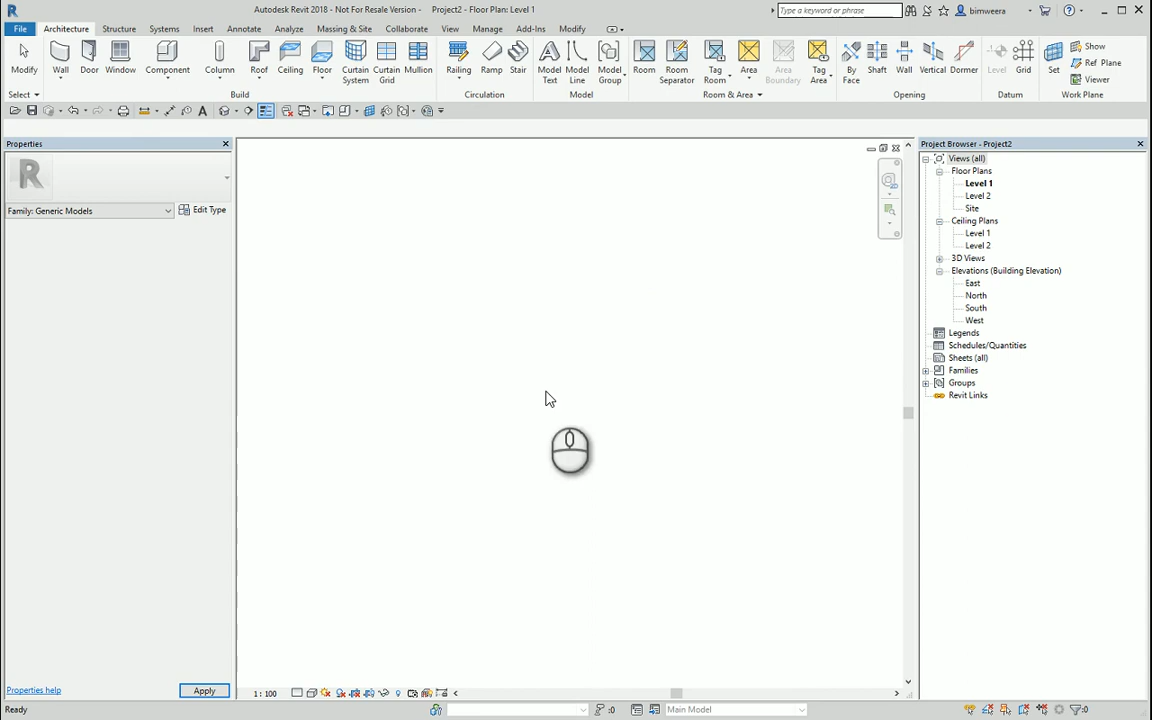 Autodesk Revit 2018 - Not For Resale Version - Project2 - Floor Plan: Level 1
Type a keyword or phrase
bimweera
File Architecture Structure Systems Insert Annotate Analyze Massing & Site Collaborate View Manage Add-Ins Modify
Modify Wall Door Window Component Column Roof Ceiling Floor Curtain System Curtain Grid Mullion Railing Ramp Stair Model Text Model Line Model Group Room Room Separator Tag Room Area Area Boundary Tag Area By Face Shaft Wall Vertical Dormer Level Grid Set Show Ref Plane Viewer
Select Build Circulation Model Room & Area Opening Datum Work Plane
Properties
Project Browser - Project2
Family: Generic Models
Edit Type
Views (all)
Floor Plans
Level 1
Level 2
Site
Ceiling Plans
Level 1
Level 2
3D Views
Elevations (Building Elevation)
East
North
South
West
Legends
Schedules/Quantities
Sheets (all)
Families
Groups
Revit Links
Properties help
Apply
1 : 100
Ready
:0
Main Model
:0